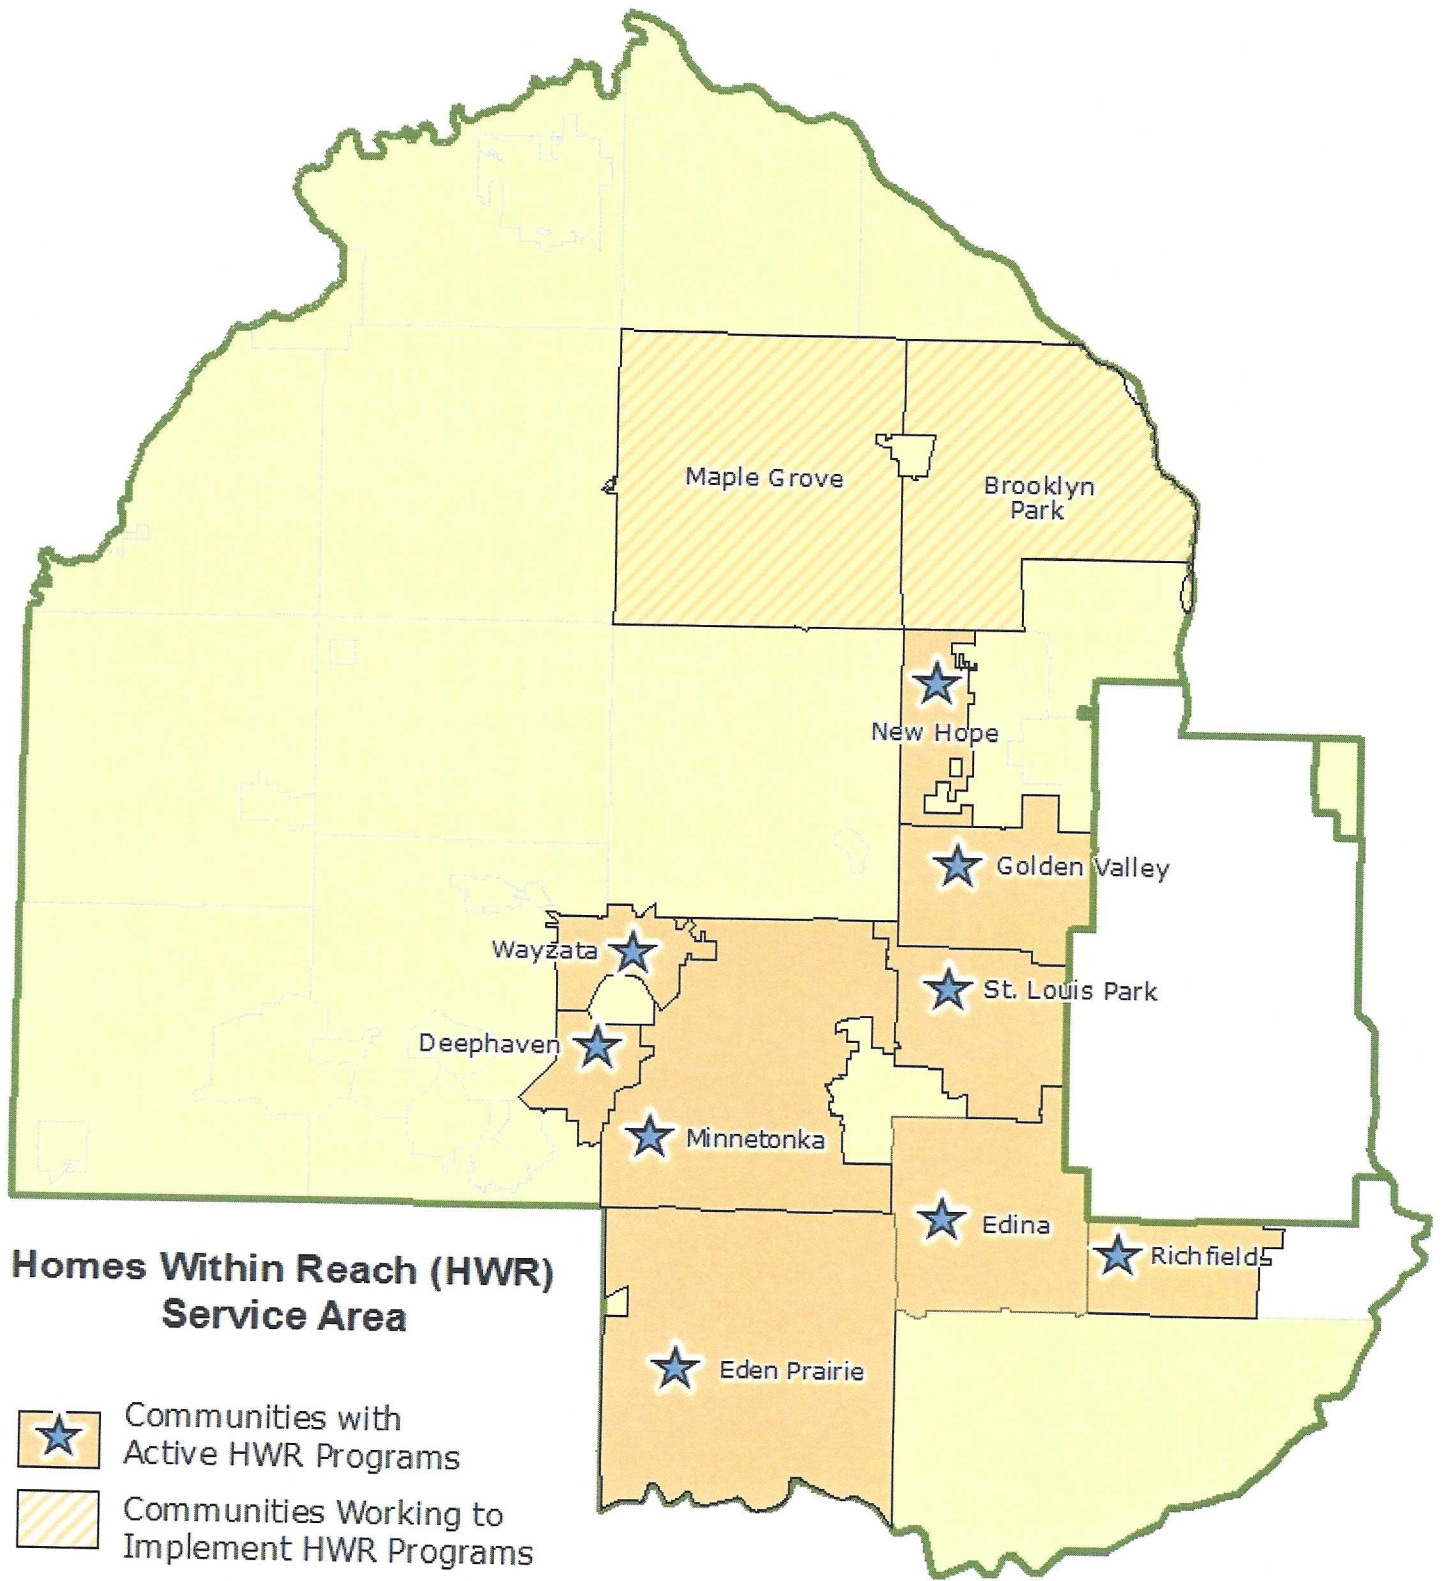 Maple Grove
Brooklyn
Park
New Hope
Golden Valley
Wayzata
St. Louis Park
Deephaven
Minnetonka
Edina
Richfield
Eden Prairie
Homes Within Reach (HWR)
Service Area
Communities with
Active HWR Programs
Communities Working to
Implement HWR Programs